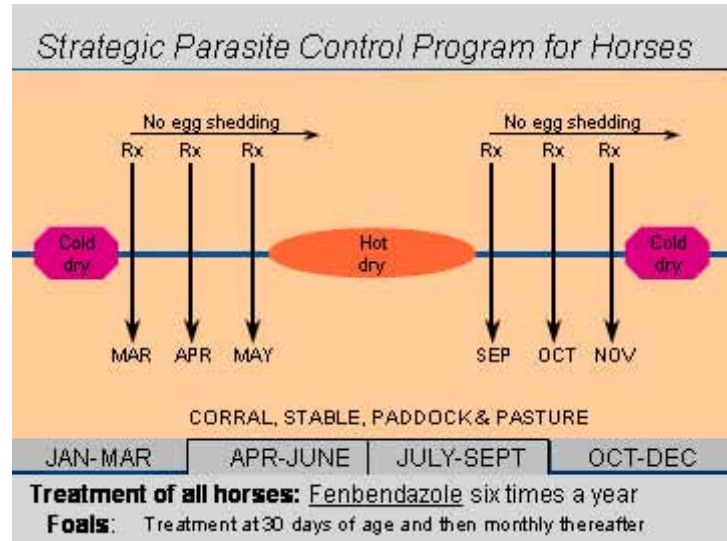 Strategic Parasite Control Program for Horses
No egg shedding No egg shedding
Rx Rx Rx Rx Rx Rx
Cold dry Hot dry Cold dry
MAR APR MAY SEP OCT NOV
CORRAL, STABLE, PADDOCK & PASTURE
JAN-MAR APR-JUNE JULY-SEPT OCT-DEC
Treatment of all horses: Fenbendazole six times a year
Foals: Treatment at 30 days of age and then monthly thereafter